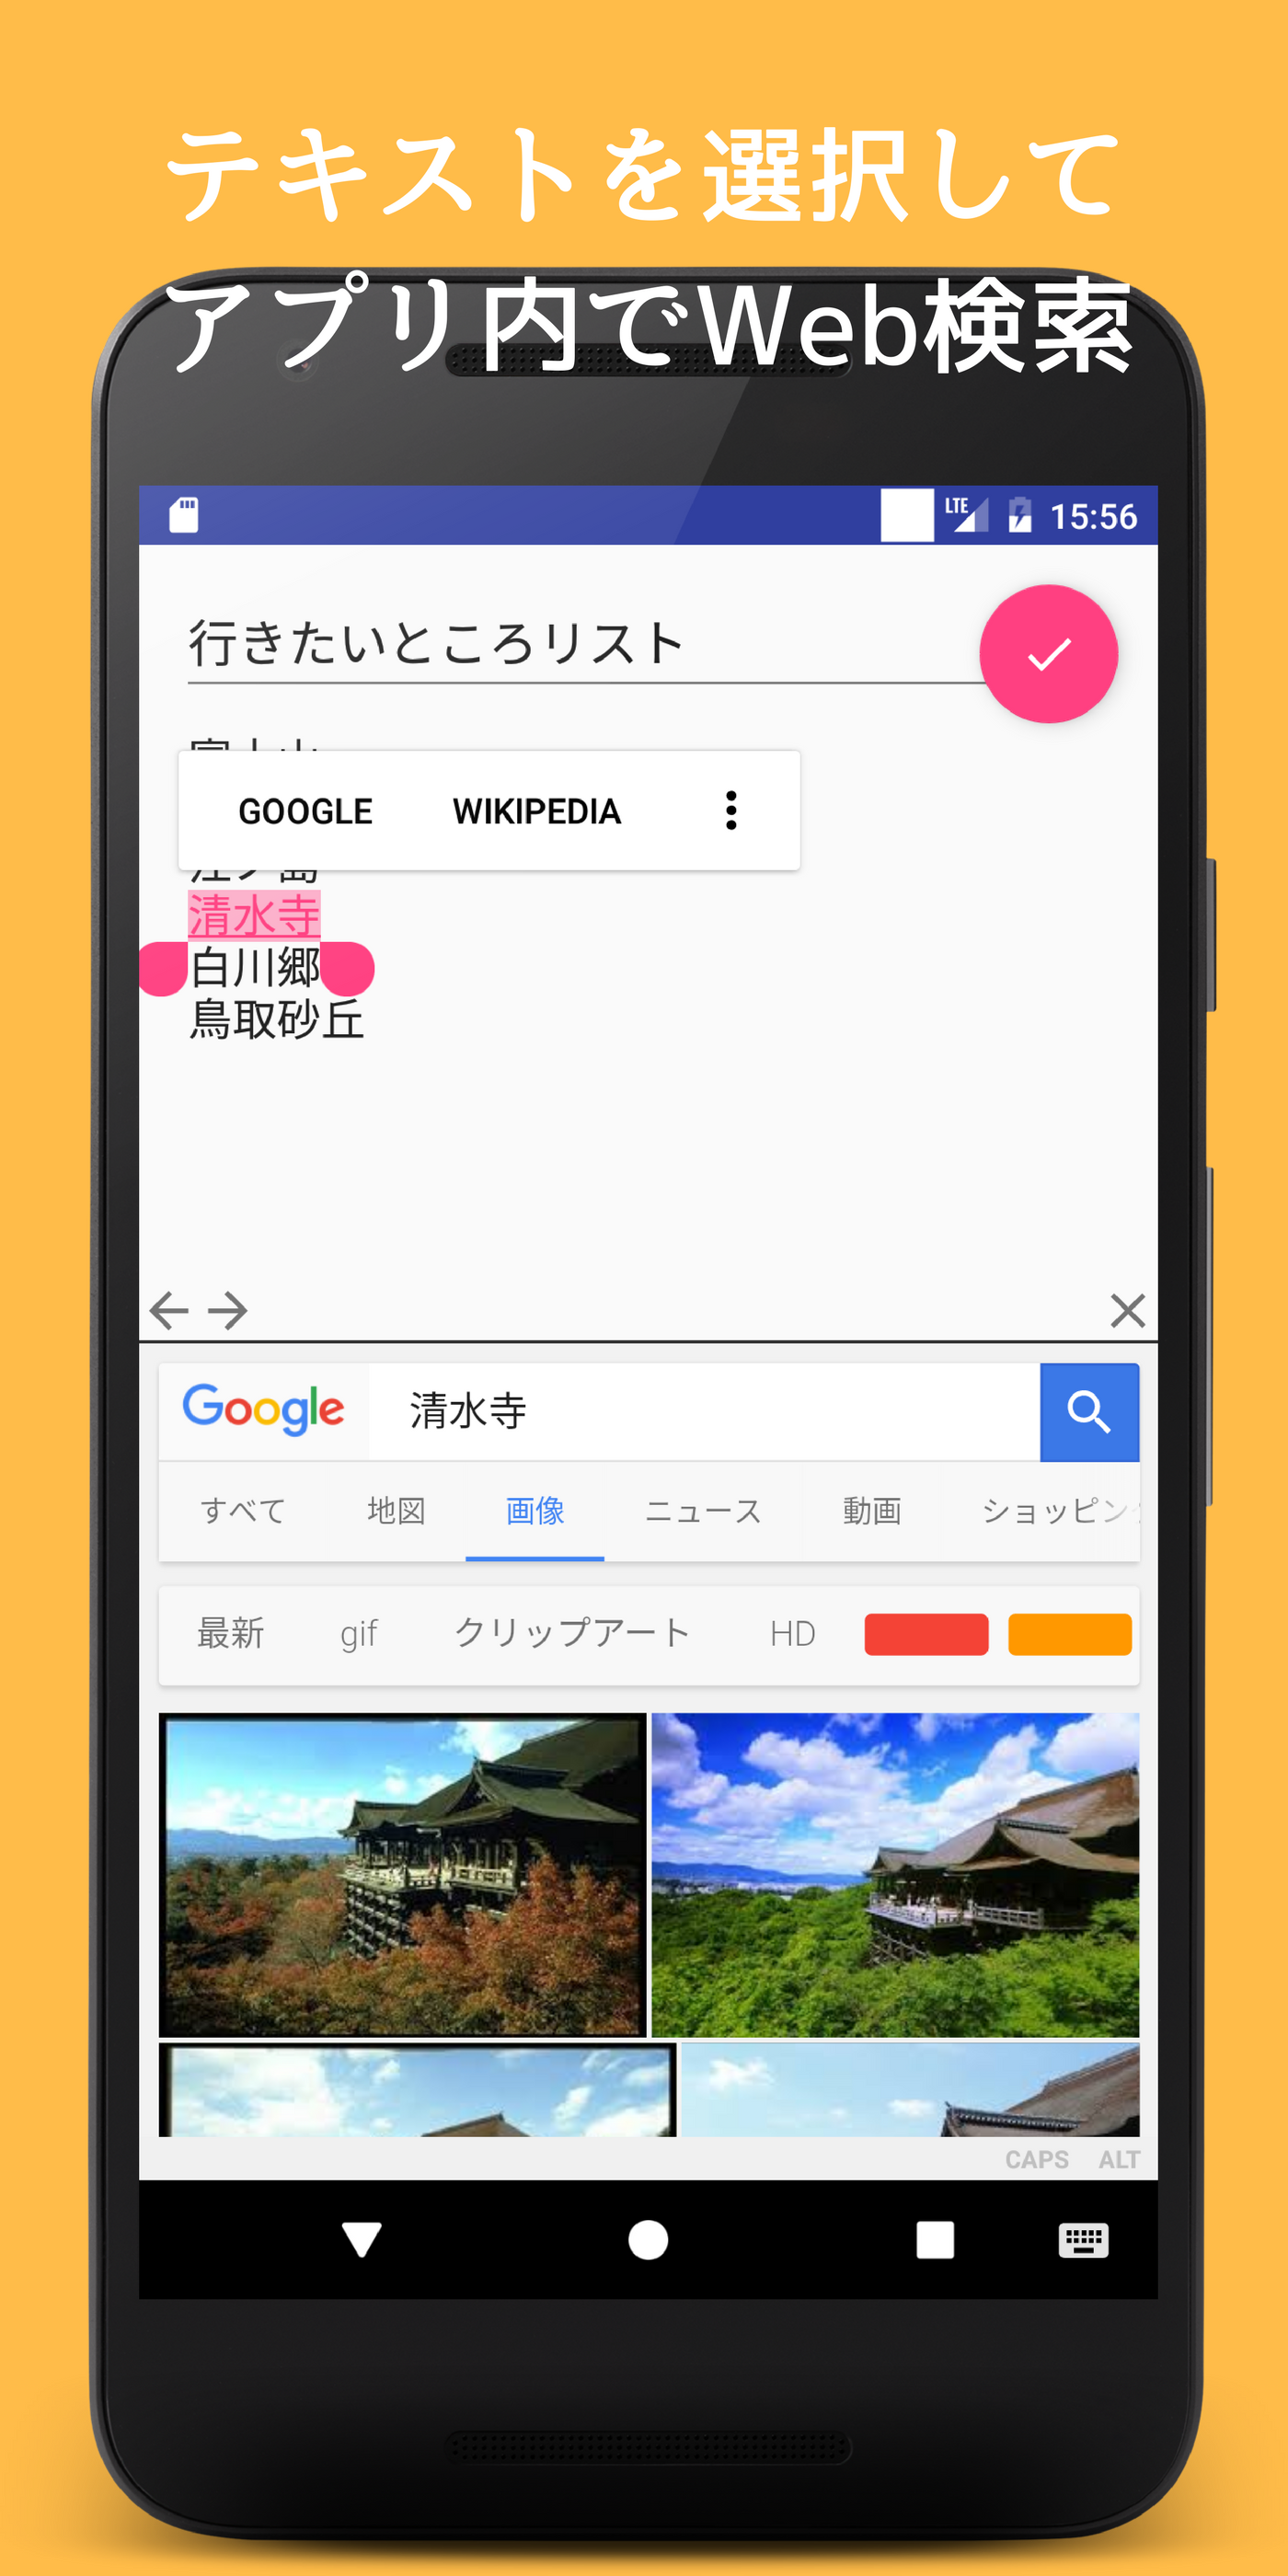 テキストを選択して
アプリ内でWeb検索
LTE 15:56
行きたいところリスト
GOOGLE WIKIPEDIA
清水寺
白川郷
鳥取砂丘
Google 清水寺
すべて 地図 画像 ニュース 動画 ショッピン
最新 gif クリップアート HD
CAPS ALT